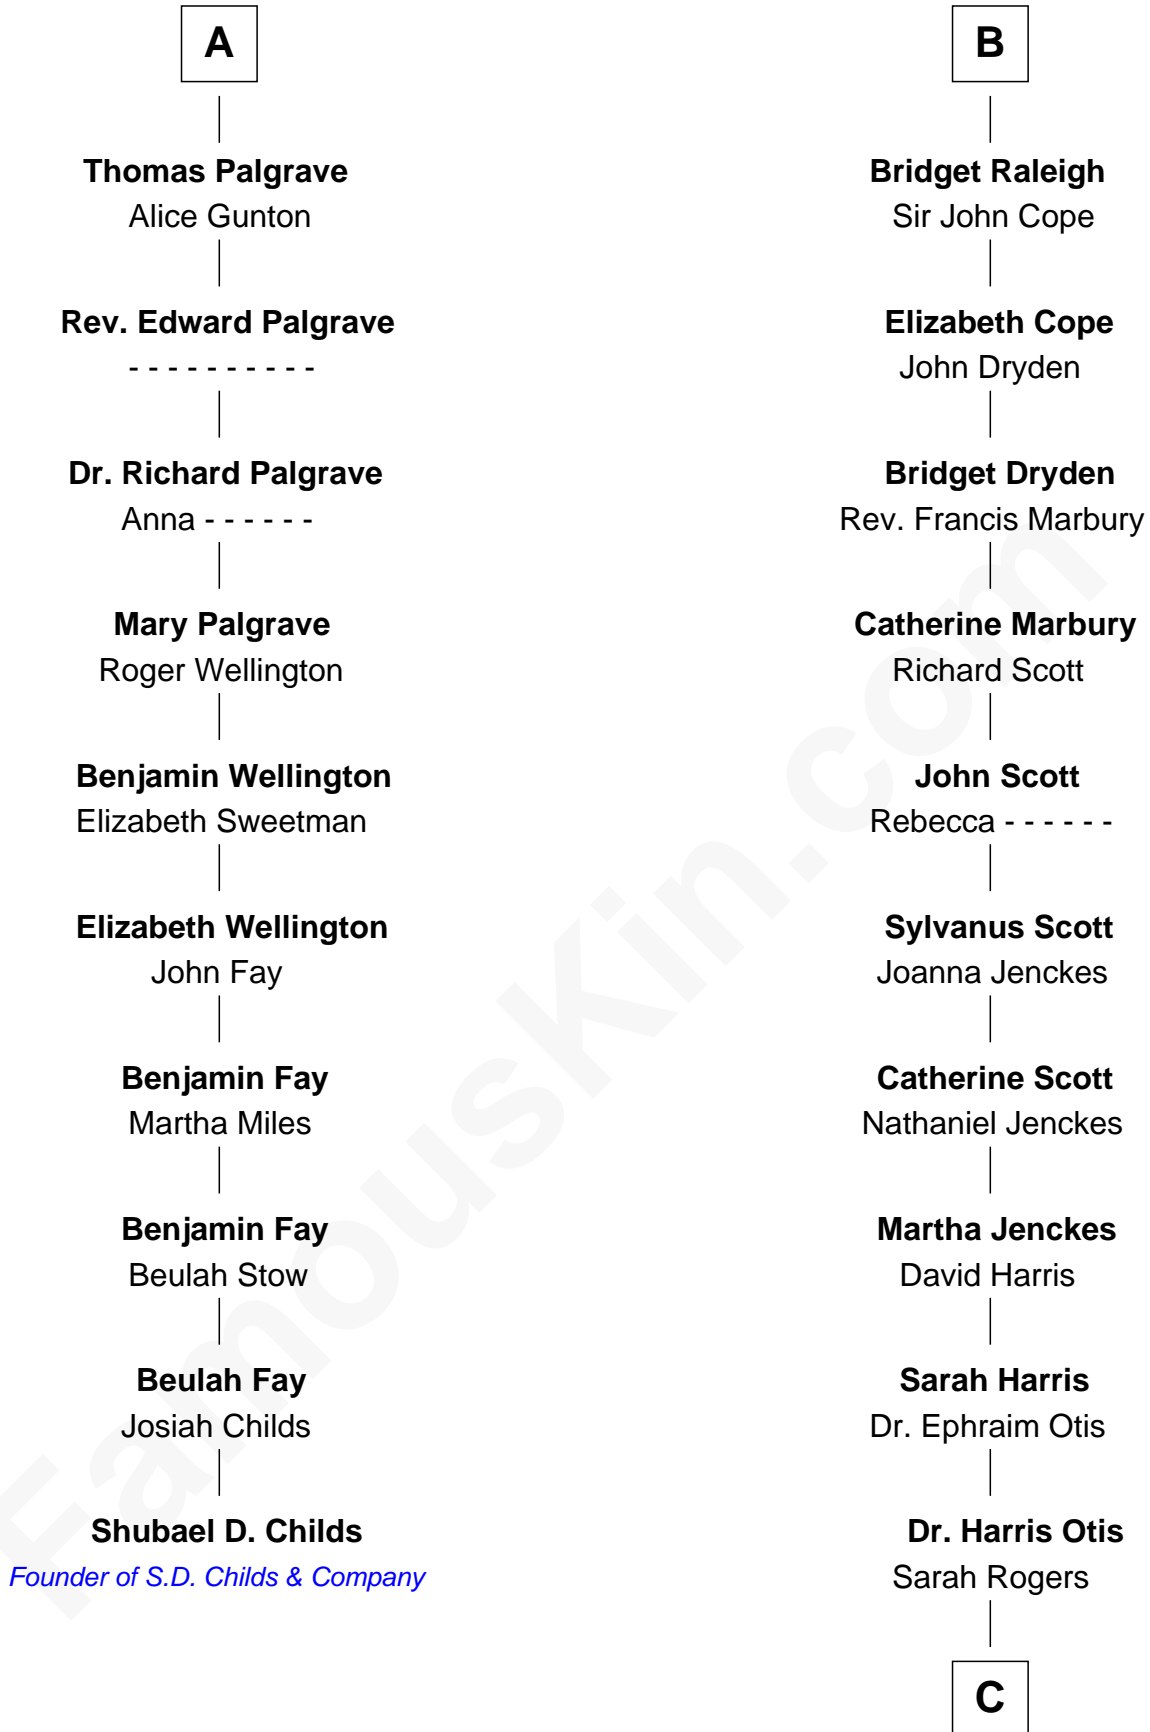 A
Thomas Palgrave
Alice Gunton
Rev. Edward Palgrave
- - - - - - - - - -
Dr. Richard Palgrave
Anna - - - - - -
Mary Palgrave
Roger Wellington
Benjamin Wellington
Elizabeth Sweetman
Elizabeth Wellington
John Fay
Benjamin Fay
Martha Miles
Benjamin Fay
Beulah Stow
Beulah Fay
Josiah Childs
Shubael D. Childs
Founder of S.D. Childs & Company
B
Bridget Raleigh
Sir John Cope
Elizabeth Cope
John Dryden
Bridget Dryden
Rev. Francis Marbury
Catherine Marbury
Richard Scott
John Scott
Rebecca - - - - - -
Sylvanus Scott
Joanna Jenckes
Catherine Scott
Nathaniel Jenckes
Martha Jenckes
David Harris
Sarah Harris
Dr. Ephraim Otis
Dr. Harris Otis
Sarah Rogers
C
FamousKin.com